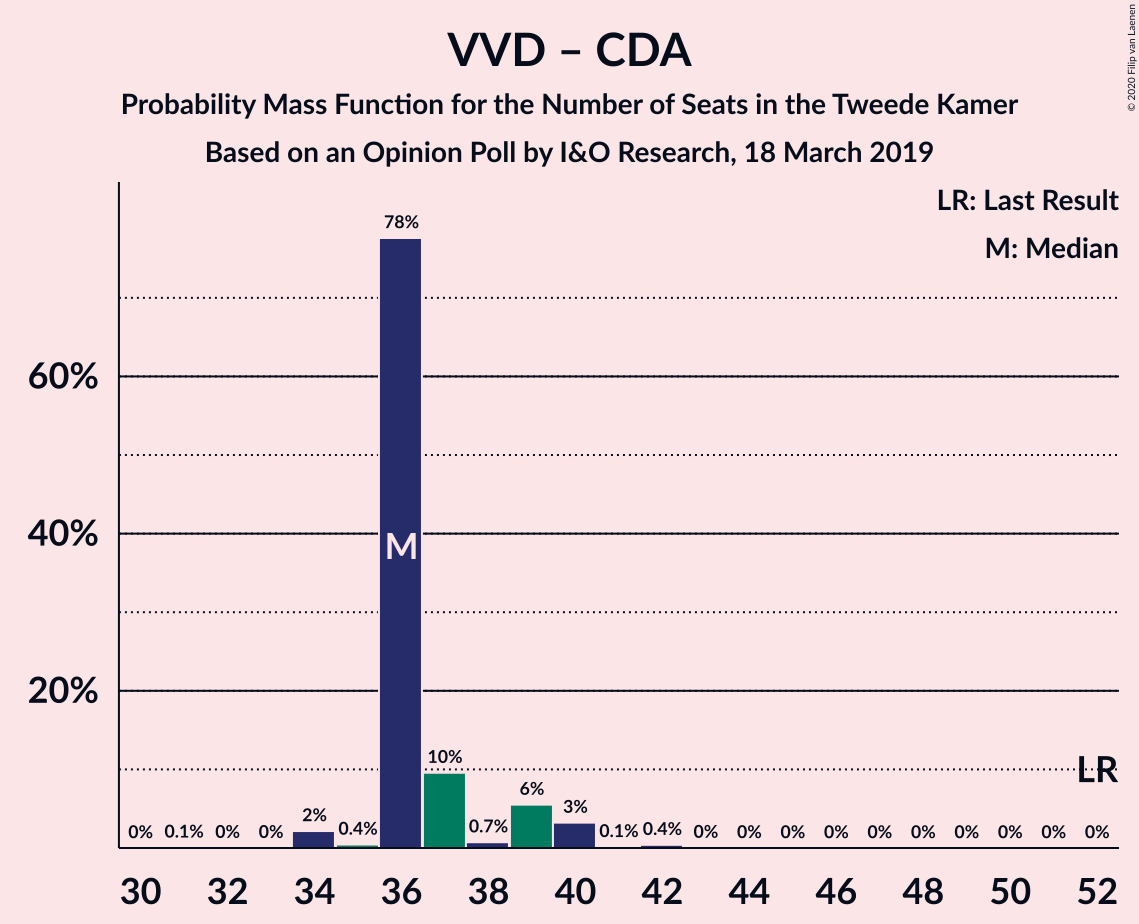 VVD – CDA
Probability Mass Function for the Number of Seats in the Tweede Kamer
Based on an Opinion Poll by I&O Research, 18 March 2019
© 2020 Filip van Laenen
LR: Last Result
M: Median
60%
40%
20%
0% 0.1% 0% 0% 2% 0.4% 78% 10% 0.7% 6% 3% 0.1% 0.4% 0% 0% 0% 0% 0% 0% 0% 0% 0% 0%
M
LR
30 32 34 36 38 40 42 44 46 48 50 52